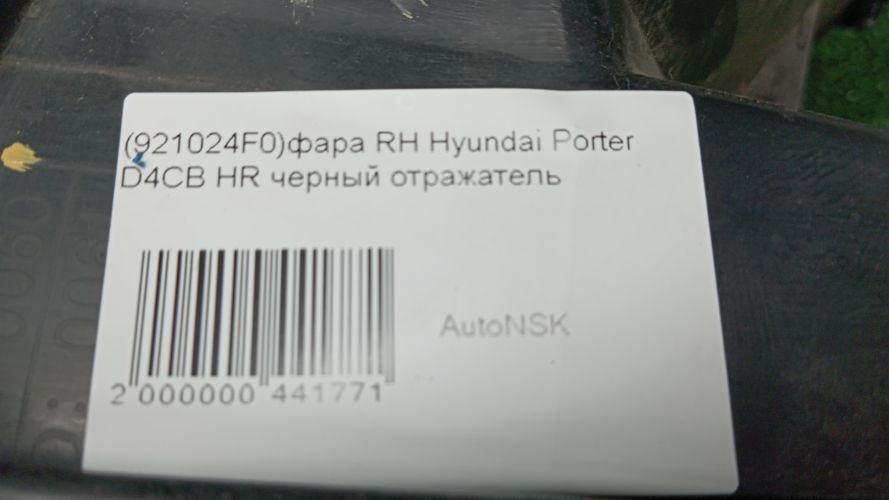 (921024F0)фара RH Hyundai Porter
D4CB HR черный отражатель
AutoNSK
2 000000 441771